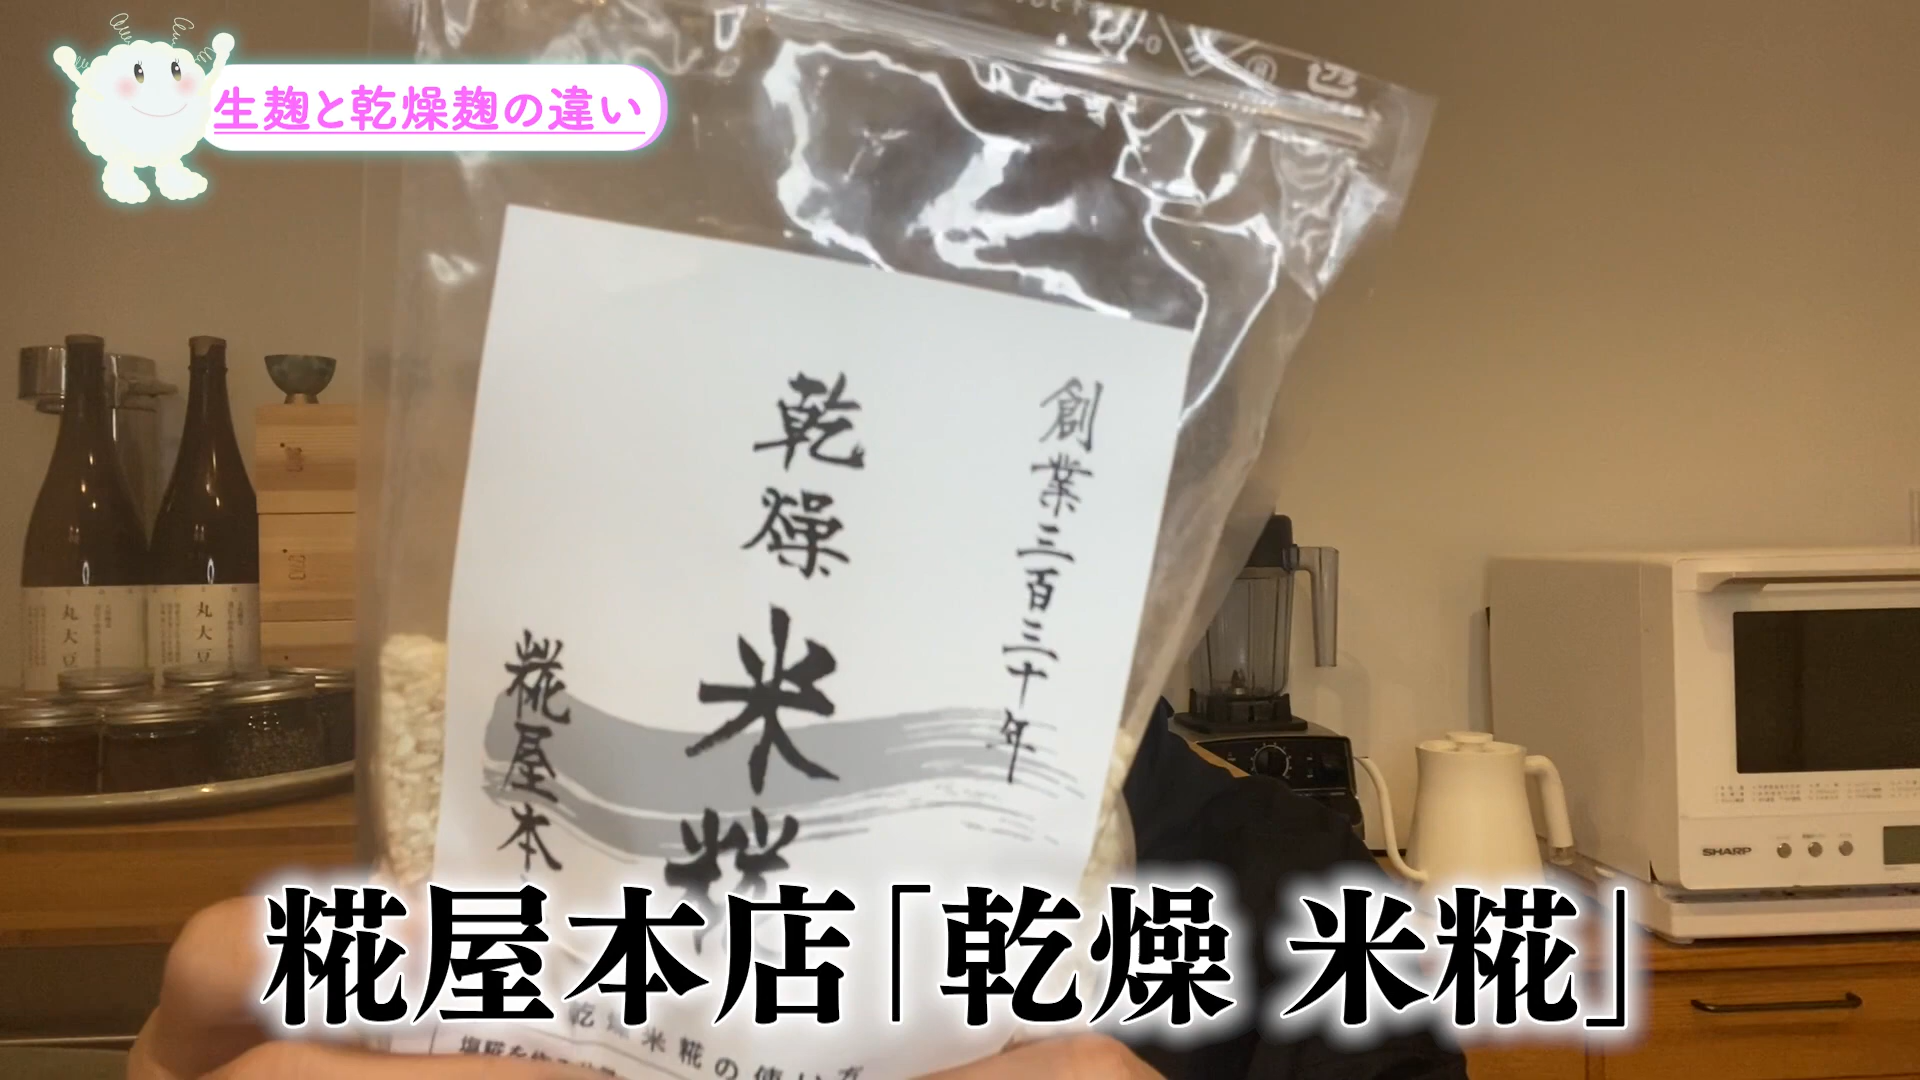 生麹と乾燥麹の違い
創業三百三十年
乾燥
米糀
糀屋本
丸大豆
丸大豆
SHARP
乾燥米糀の使い方
糀屋本店「乾燥 米糀」